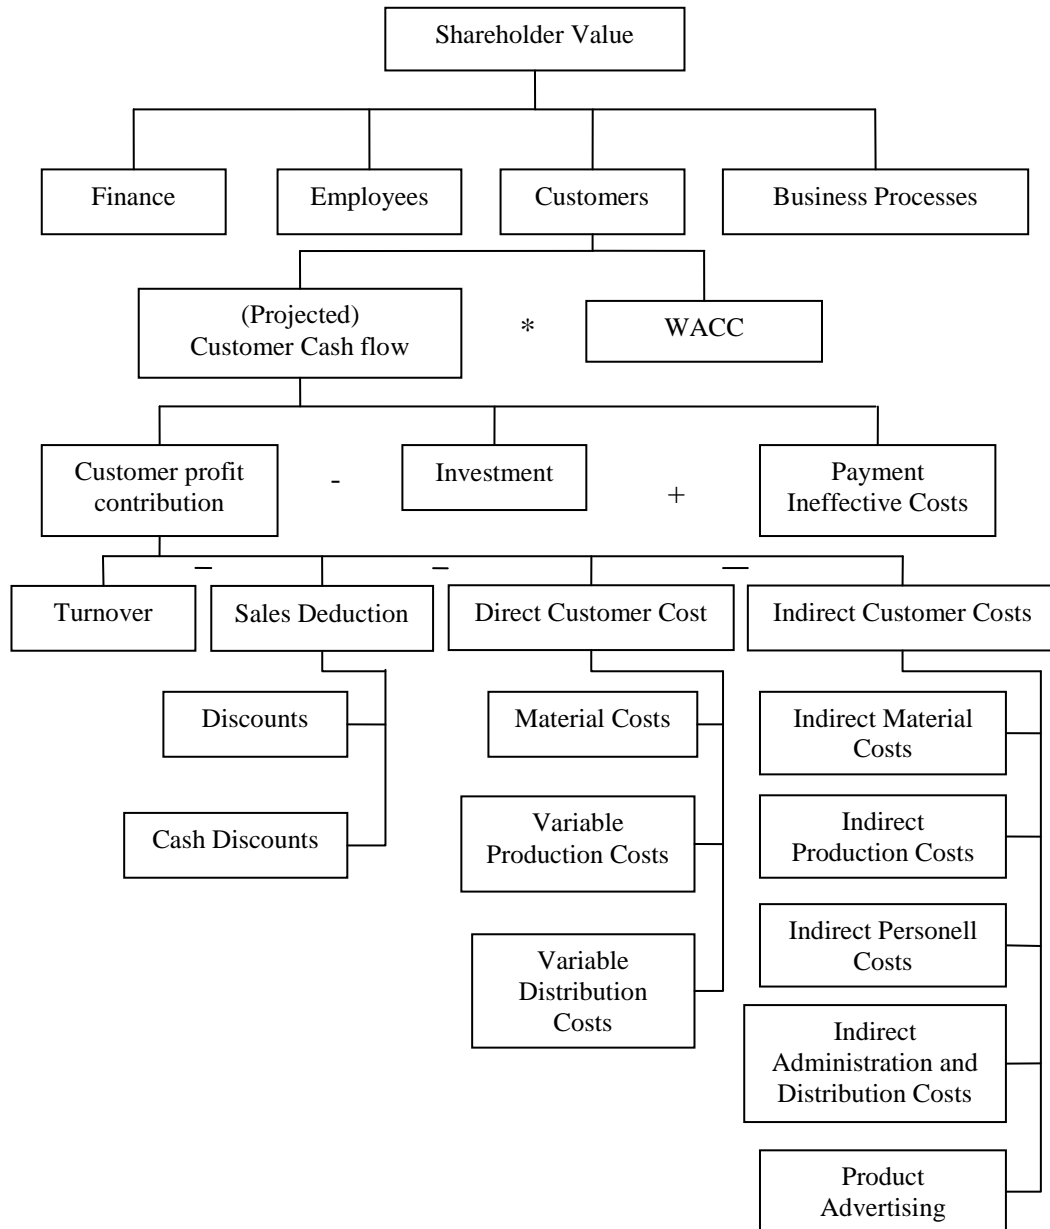 Shareholder Value
Finance
Employees
Customers
Business Processes
(Projected)
Customer Cash flow
*
WACC
Customer profit
contribution
-
Investment
+
Payment
Ineffective Costs
–
–
—
Turnover
Sales Deduction
Direct Customer Cost
Indirect Customer Costs
Discounts
Cash Discounts
Material Costs
Variable
Production Costs
Variable
Distribution
Costs
Indirect Material
Costs
Indirect
Production Costs
Indirect Personell
Costs
Indirect
Administration and
Distribution Costs
Product
Advertising